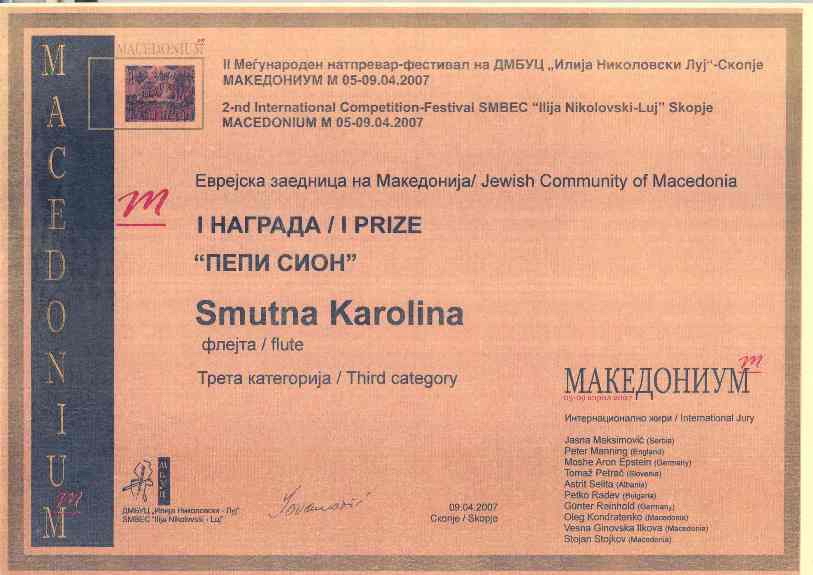 MACEDONIUM
MACEDONIUM m
II Меѓународен натпревар-фестивал на ДМБУЦ „Илија Николовски Луј“-Скопје
МАКЕДОНИУМ М 05-09.04.2007
2-nd International Competition-Festival SMBEC “Ilija Nikolovski-Luj” Skopje
MACEDONIUM M 05-09.04.2007
Еврејска заедница на Македонија/ Jewish Community of Macedonia
m
I НАГРАДА / I PRIZE
“ПЕПИ СИОН”
Smutna Karolina
флејта / flute
Трета категорија / Third category
m
МАКЕДОНИУМ
05-09 април 2007
Интернационално жири / International Jury
Jasna Maksimović (Serbia)
Peter Manning (England)
Moshe Aron Epstein (Germany)
Tomaž Petrač (Slovenia)
Astrit Selita (Albania)
Petko Radev (Bulgaria)
Günter Reinhold (Germany)
Oleg Kondratenko (Macedonia)
Vesna Ginovska Ilkova (Macedonia)
Stojan Stojkov (Macedonia)
m
ДМБУЦ
ДМБУЦ „Илија Николовски - Луј“
SMBEC "Ilija Nikolovski - Luj"
09.04.2007
Скопје / Skopje